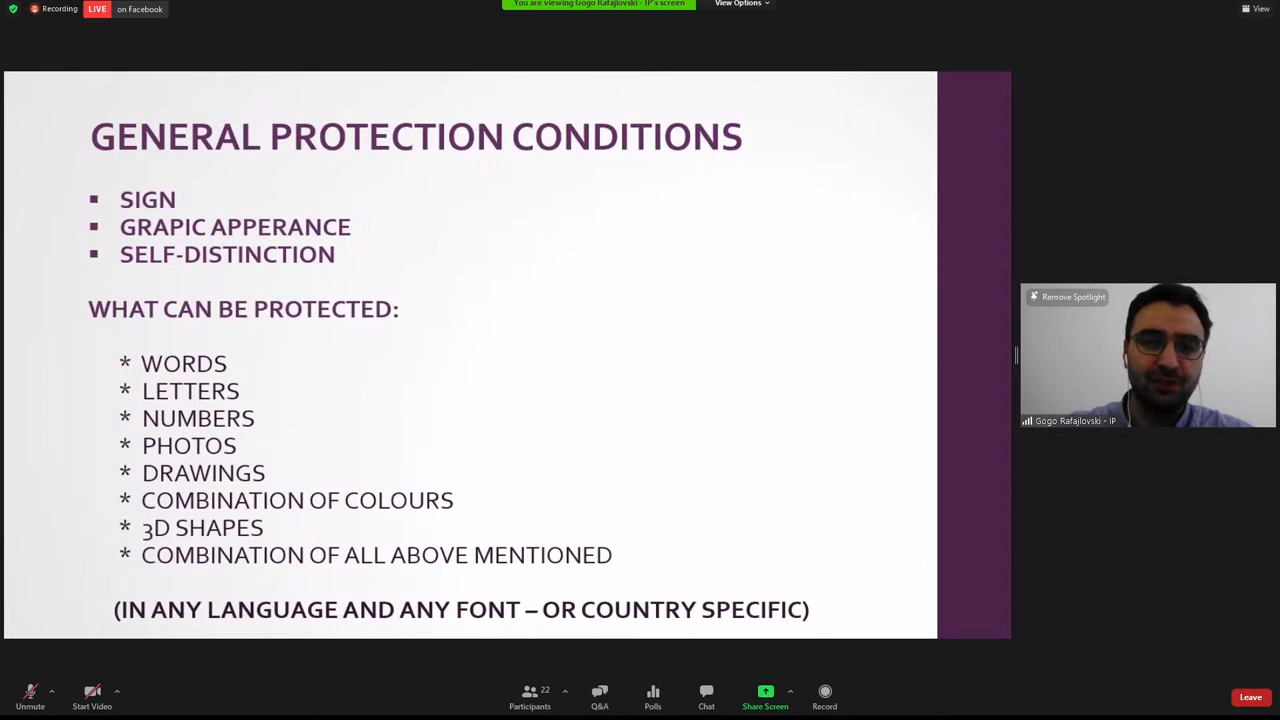 Recording LIVE on Facebook
You are viewing Gogo Rafajlovski - IP's screen
View Options
View
GENERAL PROTECTION CONDITIONS
▪ SIGN
▪ GRAPIC APPERANCE
▪ SELF-DISTINCTION
WHAT CAN BE PROTECTED:
* WORDS
* LETTERS
* NUMBERS
* PHOTOS
* DRAWINGS
* COMBINATION OF COLOURS
* 3D SHAPES
* COMBINATION OF ALL ABOVE MENTIONED
(IN ANY LANGUAGE AND ANY FONT – OR COUNTRY SPECIFIC)
Remove Spotlight
Gogo Rafajlovski - IP
Unmute
Start Video
22
Participants
Q&A
Polls
Chat
Share Screen
Record
Leave